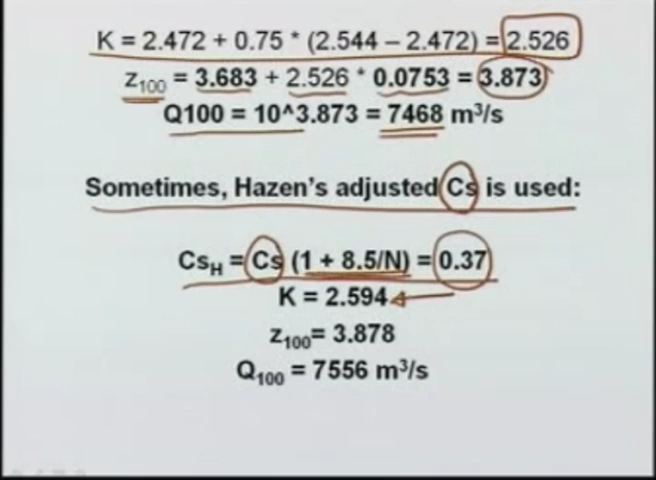 K = 2.472 + 0.75 * (2.544 – 2.472) = 2.526
z₁₀₀ = 3.683 + 2.526 * 0.0753 = 3.873
Q100 = 10^3.873 = 7468 m³/s
Sometimes, Hazen's adjusted Cs is used:
Csₕ = Cs (1 + 8.5/N) = 0.37
K = 2.594
z₁₀₀= 3.878
Q₁₀₀ = 7556 m³/s